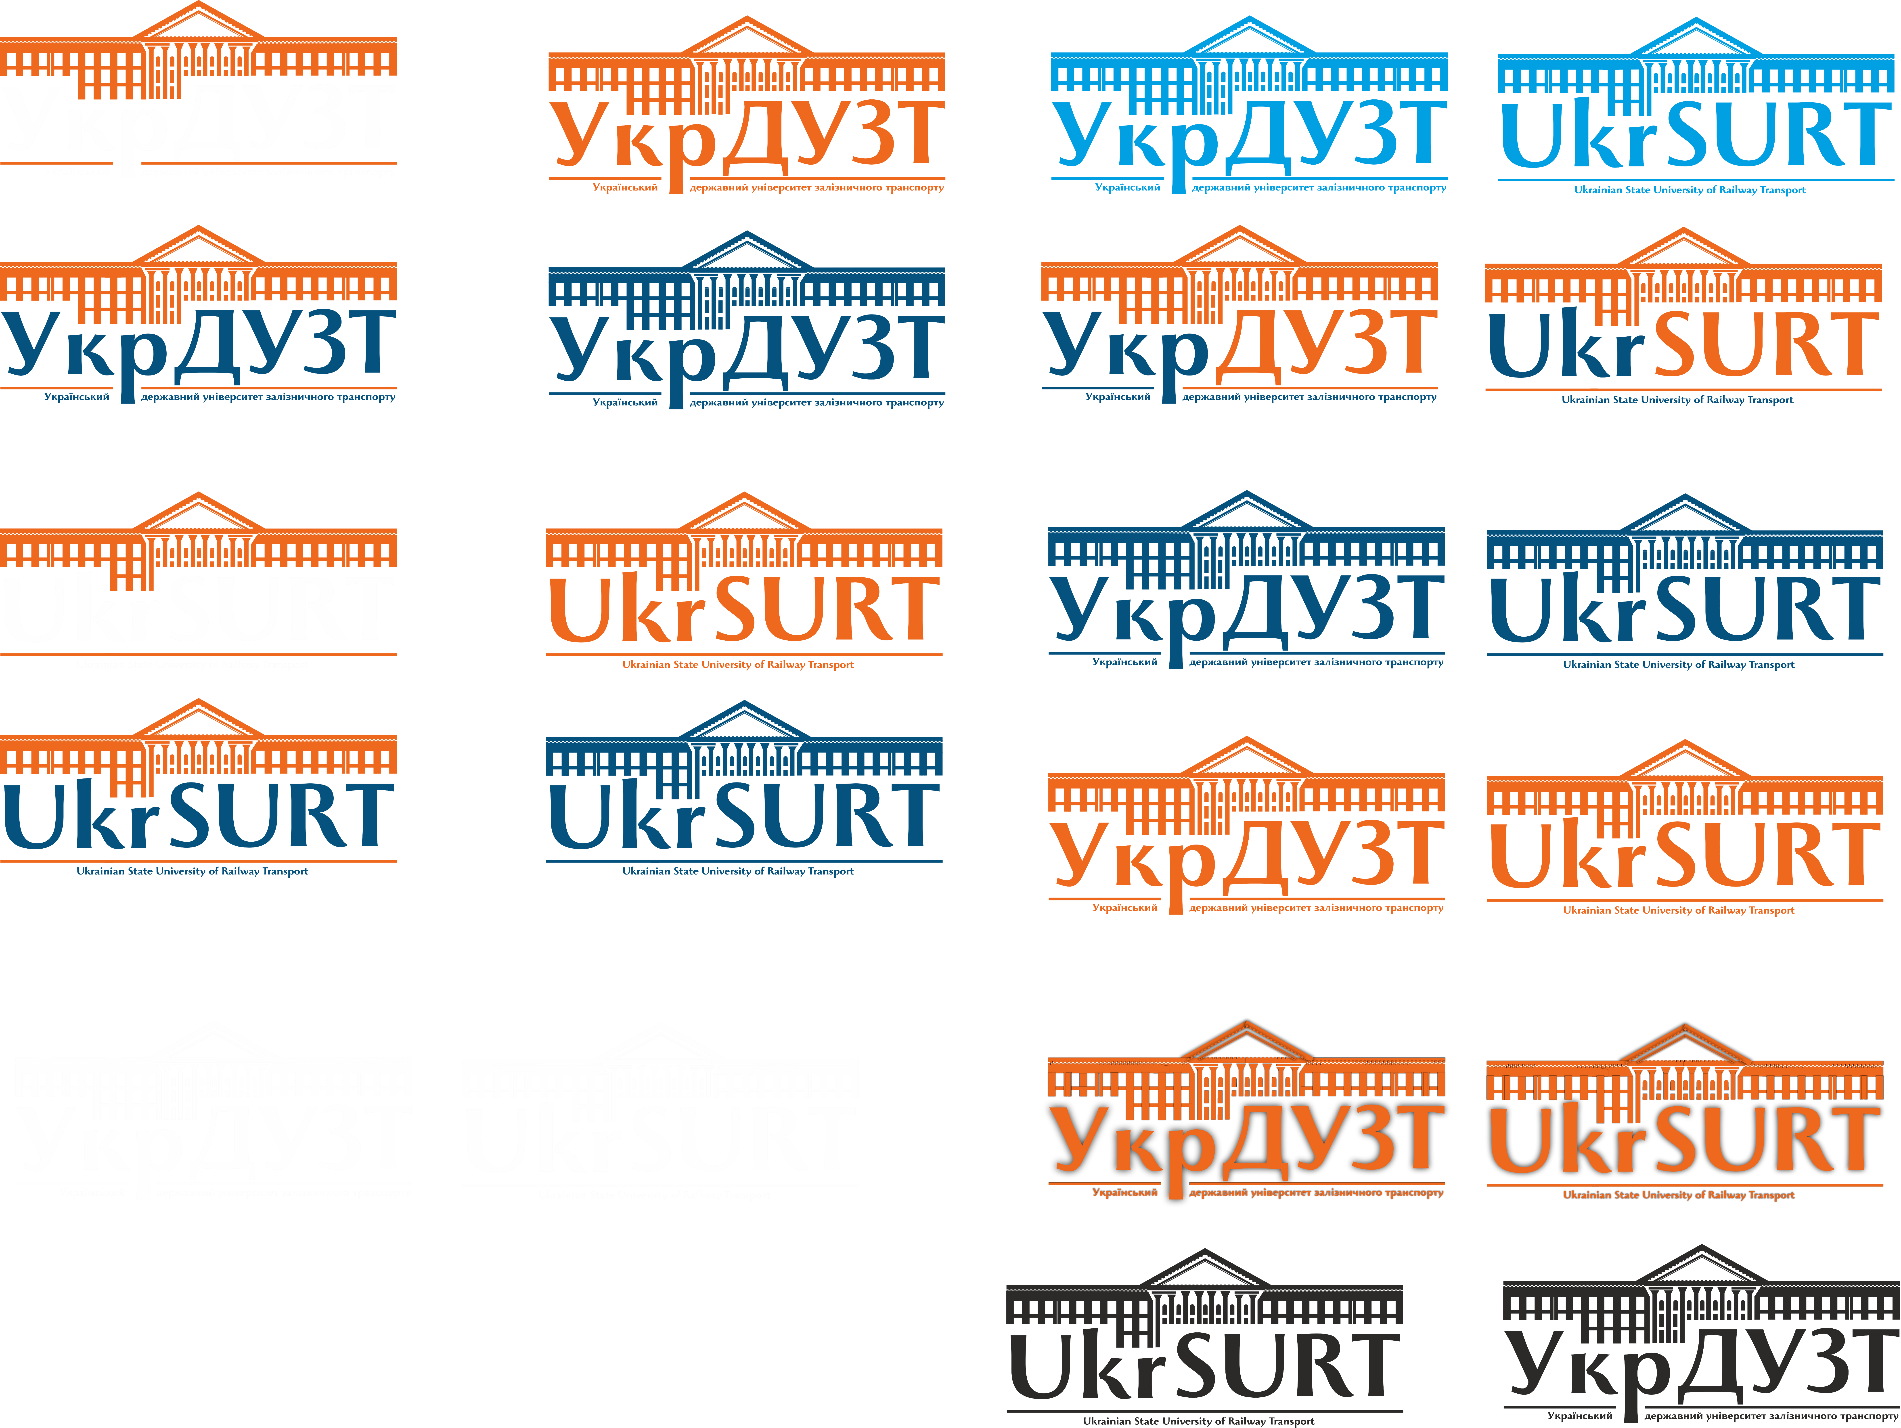 УкрДУЗТ
Український державний університет залізничного транспорту
УкрДУЗТ
Український державний університет залізничного транспорту
UkrSURT
Ukrainian State University of Railway Transport
УкрДУЗТ
Український державний університет залізничного транспорту
УкрДУЗТ
Український державний університет залізничного транспорту
УкрДУЗТ
Український державний університет залізничного транспорту
UkrSURT
Ukrainian State University of Railway Transport
UkrSURT
Ukrainian State University of Railway Transport
УкрДУЗТ
Український державний університет залізничного транспорту
UkrSURT
Ukrainian State University of Railway Transport
UkrSURT
Ukrainian State University of Railway Transport
UkrSURT
Ukrainian State University of Railway Transport
УкрДУЗТ
Український державний університет залізничного транспорту
UkrSURT
Ukrainian State University of Railway Transport
УкрДУЗТ
Український державний університет залізничного транспорту
UkrSURT
Ukrainian State University of Railway Transport
UkrSURT
Ukrainian State University of Railway Transport
УкрДУЗТ
Український державний університет залізничного транспорту